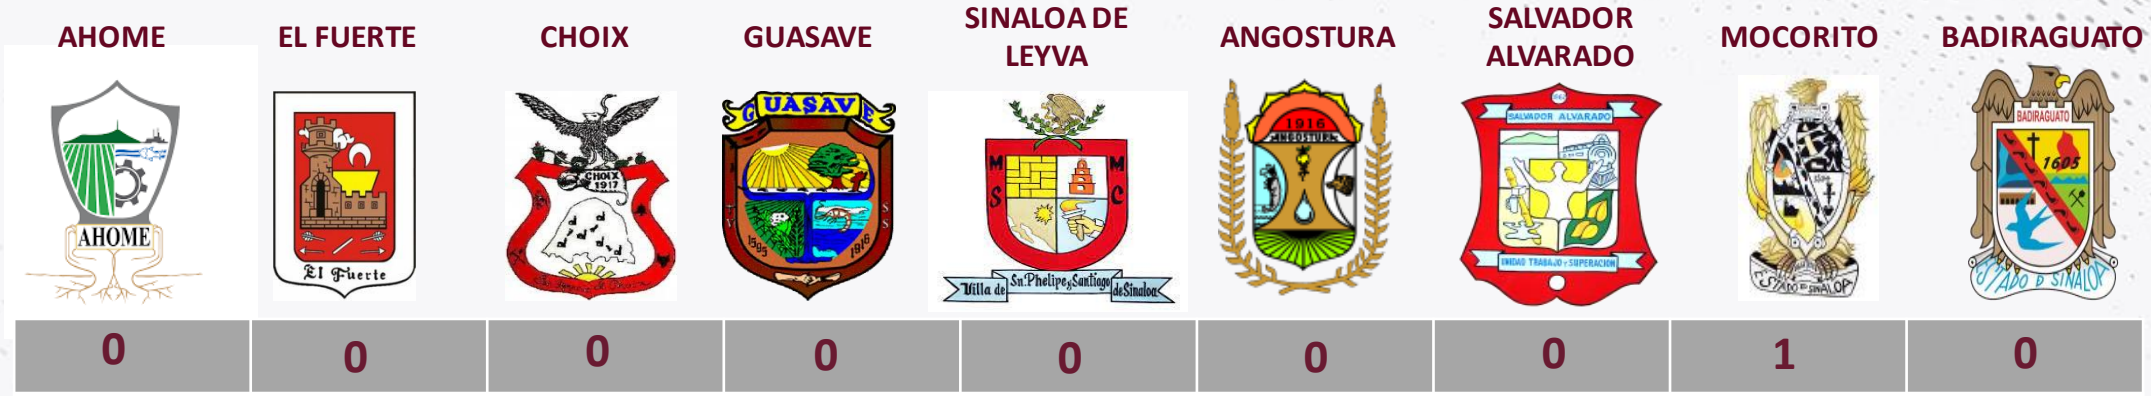 AHOME
EL FUERTE
CHOIX
GUASAVE
SINALOA DE
LEYVA
ANGOSTURA
SALVADOR
ALVARADO
MOCORITO
BADIRAGUATO
AHOME
El Fuerte
CHOIX
1917
GUASAVE
1595
1916
M M
S C
Villa de Sn. Phelipe y Santiago de Sinaloa
1916
ANGOSTURA
SALVADOR ALVARADO
UNIDAD TRABAJO Y SUPERACION
ESTADO DE SINALOA
BADIRAGUATO
1605
ESTADO D SINALOA
0 0 0 0 0 0 0 1 0